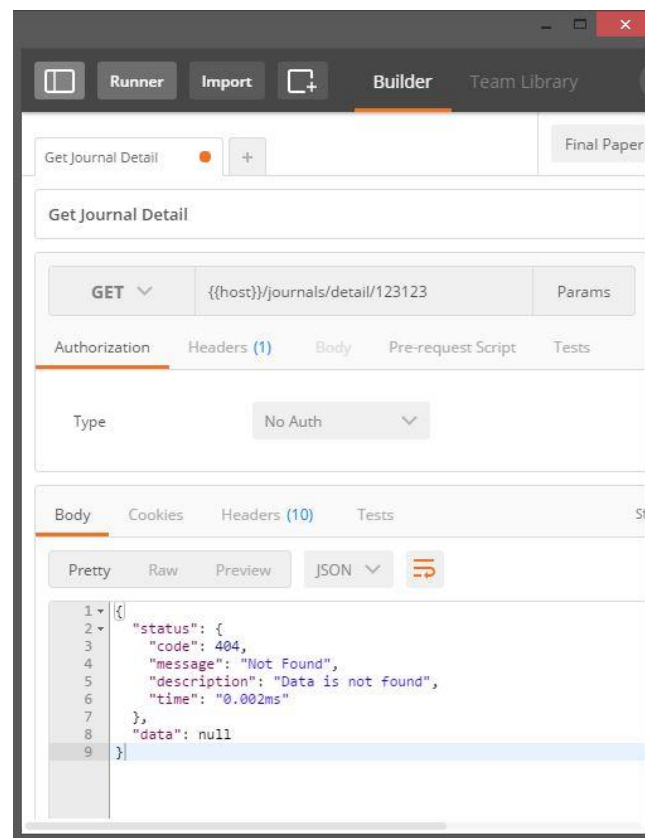 Runner Import Builder Team Library
Get Journal Detail +
Final Paper
Get Journal Detail
GET {{host}}/journals/detail/123123 Params
Authorization Headers (1) Body Pre-request Script Tests
Type No Auth
Body Cookies Headers (10) Tests St
Pretty Raw Preview JSON
1 {
2 "status": {
3 "code": 404,
4 "message": "Not Found",
5 "description": "Data is not found",
6 "time": "0.002ms"
7 },
8 "data": null
9 }